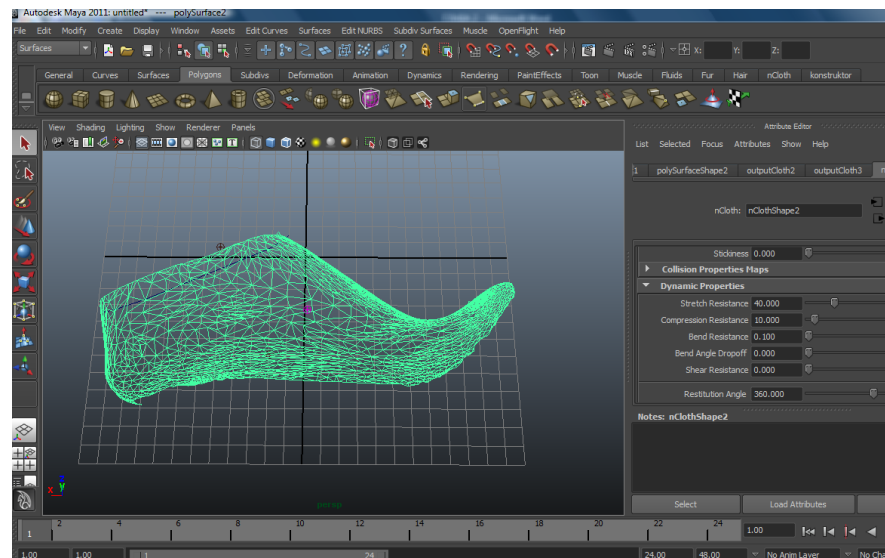 Autodesk Maya 2011: untitled* --- polySurface2
File Edit Modify Create Display Window Assets Edit Curves Surfaces Edit NURBS Subdiv Surfaces Muscle OpenFlight Help
Surfaces X: Y: Z:
General Curves Surfaces Polygons Subdivs Deformation Animation Dynamics Rendering PaintEffects Toon Muscle Fluids Fur Hair nCloth konstruktor
View Shading Lighting Show Renderer Panels
Attribute Editor
List Selected Focus Attributes Show Help
1 polySurfaceShape2 outputCloth2 outputCloth3 n
nCloth: nClothShape2
Stickiness 0.000
Collision Properties Maps
Dynamic Properties
Stretch Resistance 40.000
Compression Resistance 10.000
Bend Resistance 0.100
Bend Angle Dropoff 0.000
Shear Resistance 0.000
Restitution Angle 360.000
Notes: nClothShape2
y
x
persp
Select Load Attributes
1 2 4 6 8 10 12 14 16 18 20 22 24 1.00
1.00 1.00 1 24 24.00 48.00 No Anim Layer No Cha